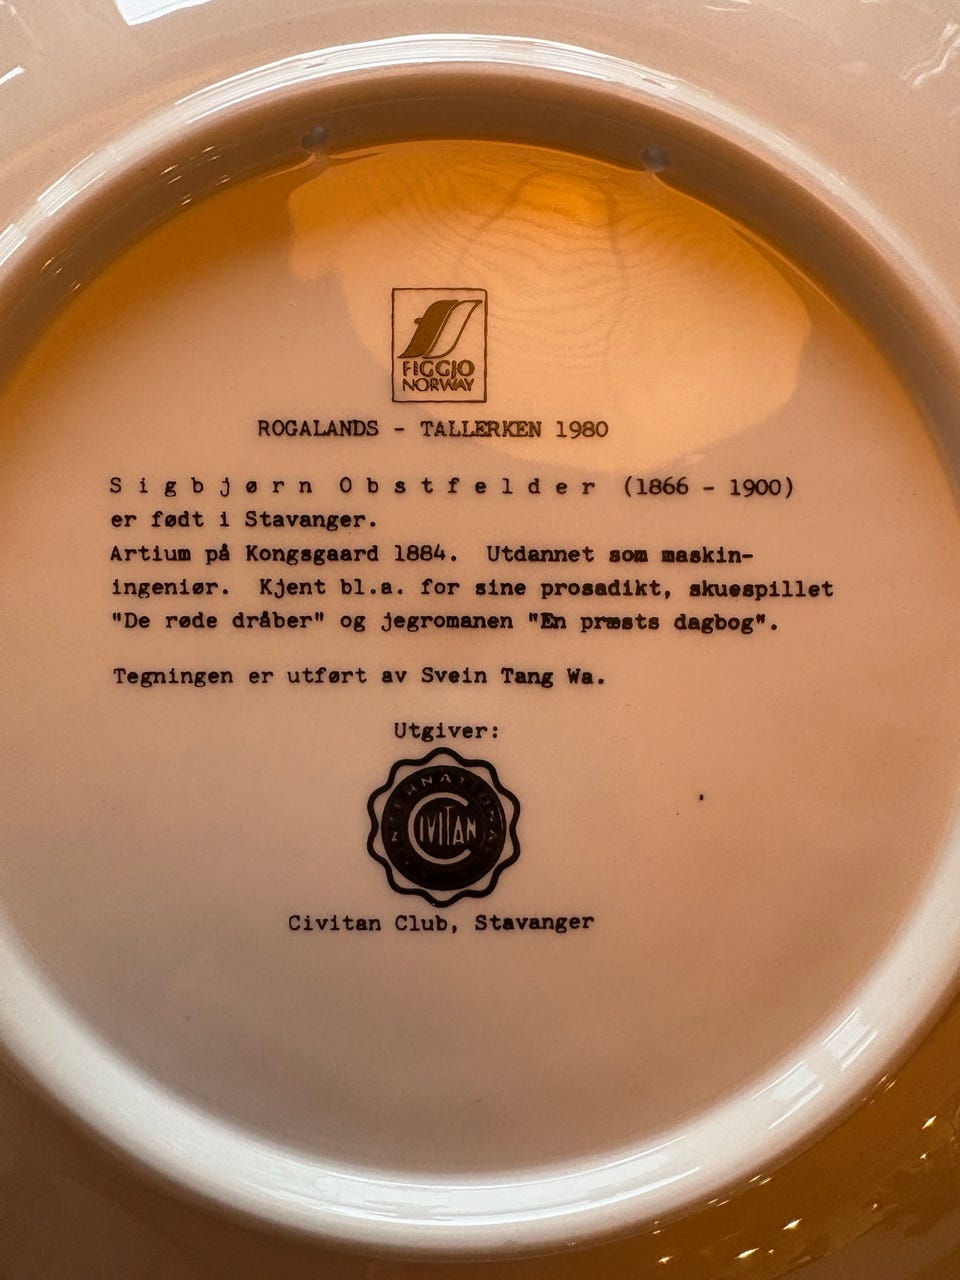 FIGGJO
NORWAY
ROGALANDS - TALLERKEN 1980
Sigbjørn Obstfelder (1866 - 1900)
er født i Stavanger.
Artium på Kongsgaard 1884. Utdannet som maskin-
ingeniør. Kjent bl.a. for sine prosadikt, skuespillet
"De røde dråber" og jegromanen "En præsts dagbog".
Tegningen er utført av Svein Tang Wa.
Utgiver:
INTERNATIONAL
CIVITAN
Civitan Club, Stavanger